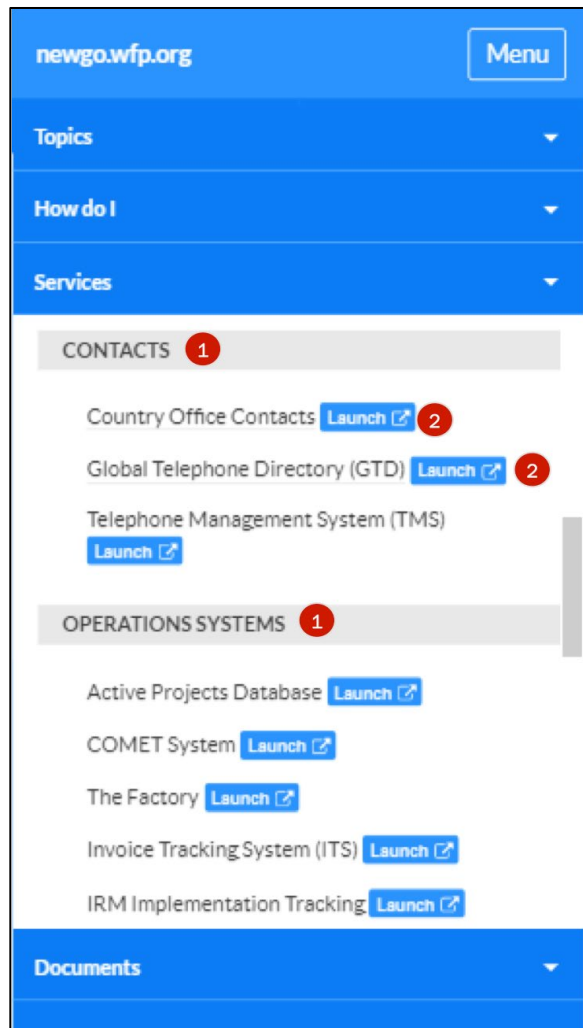 newgo.wfp.org Menu
Topics
How do I
Services
CONTACTS 1
Country Office Contacts Launch 2
Global Telephone Directory (GTD) Launch 2
Telephone Management System (TMS)
Launch
OPERATIONS SYSTEMS 1
Active Projects Database Launch
COMET System Launch
The Factory Launch
Invoice Tracking System (ITS) Launch
IRM Implementation Tracking Launch
Documents